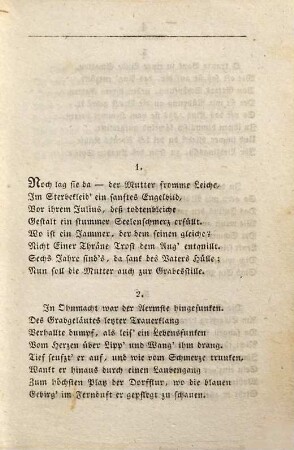 1.
Noch lag sie da — der Mutter fromme Leiche,
Im Sterbekleid' ein sanftes Engelbild,
Vor ihrem Julius, deß todtenbleiche
Gestalt ein stummer Seelenschmerz erfüllt.
Wo ist ein Jammer, der dem seinen gleiche?
Nicht Einer Thräne Trost dem Aug' entquillt.
Sechs Jahre sind's, da sank des Vaters Hülle;
Nun soll die Mutter auch zur Grabesstille.
2.
In Ohnmacht war der Aermste hingesunken.
Des Grabgeläutes letzter Trauerklang
Verhallte dumpf, als leis' ein Lebensfunken
Vom Herzen über Lipp' und Wang' ihm drang.
Tief seufzt' er auf, und wie vom Schmerze trunken,
Wankt er hinaus durch einen Laubengang
Zum höchsten Platz der Dorfflur, wo die blauen
Gebirg' im Fernduft er gepflegt zu schauen.